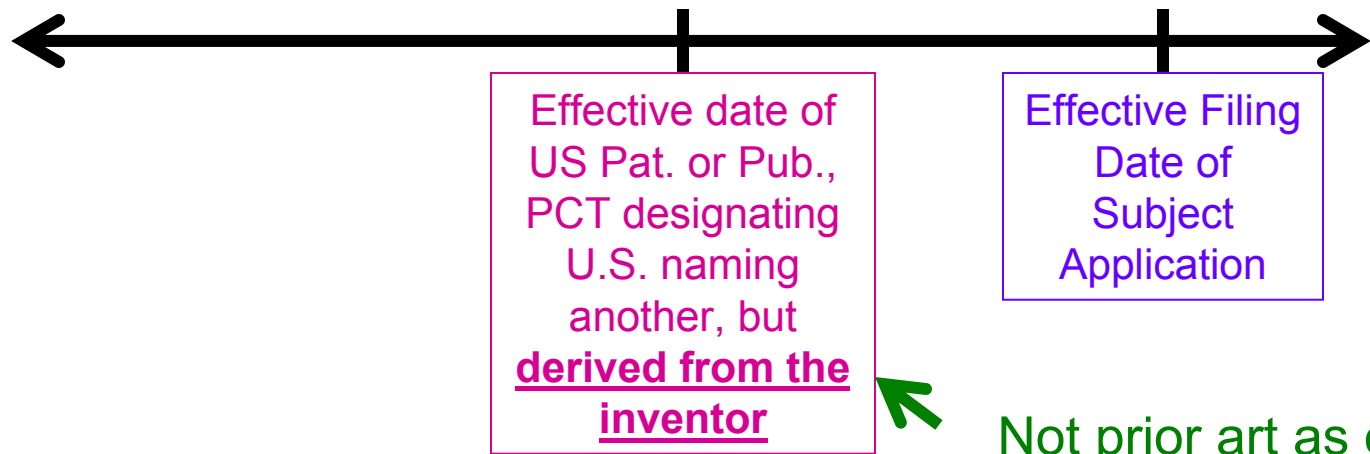 Effective date of
US Pat. or Pub.,
PCT designating
U.S. naming
another, but
derived from the
inventor
Effective Filing
Date of
Subject
Application
Not prior art as